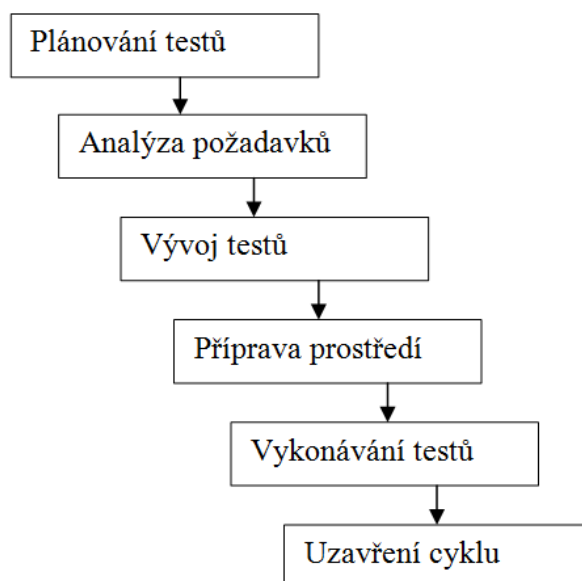 Plánování testů
Analýza požadavků
Vývoj testů
Příprava prostředí
Vykonávání testů
Uzavření cyklu